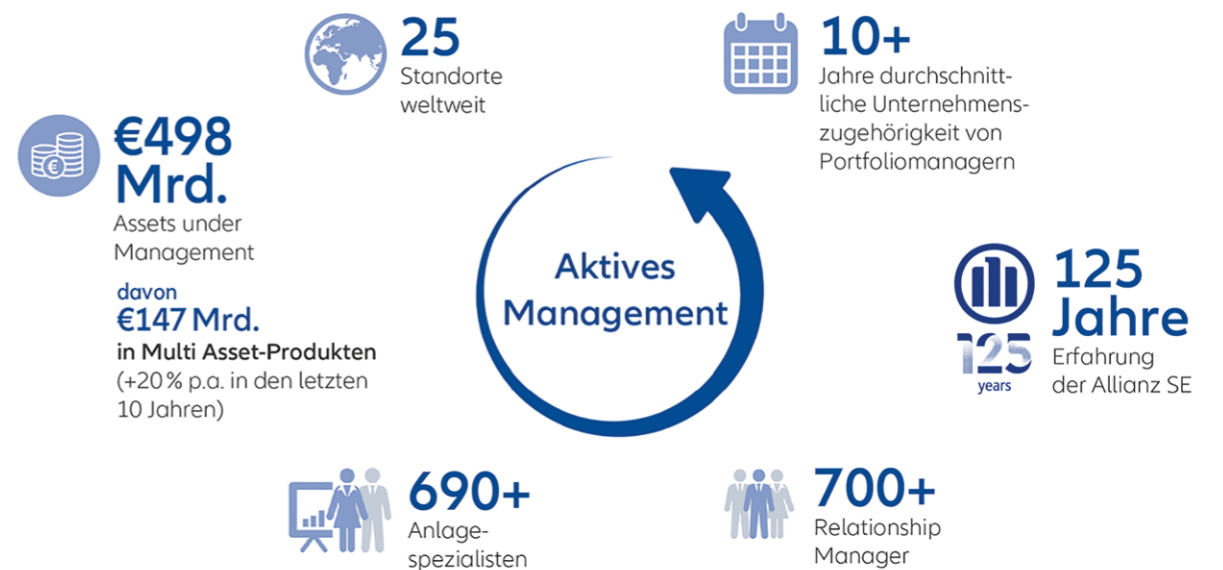 25
Standorte
weltweit
10+
Jahre durchschnitt-
liche Unternehmens-
zugehörigkeit von
Portfoliomanagern
€498
Mrd.
Assets under
Management
davon
€147 Mrd.
in Multi Asset-Produkten
(+20 % p.a. in den letzten
10 Jahren)
Aktives
Management
125
years
125
Jahre
Erfahrung
der Allianz SE
690+
Anlage-
spezialisten
700+
Relationship
Manager